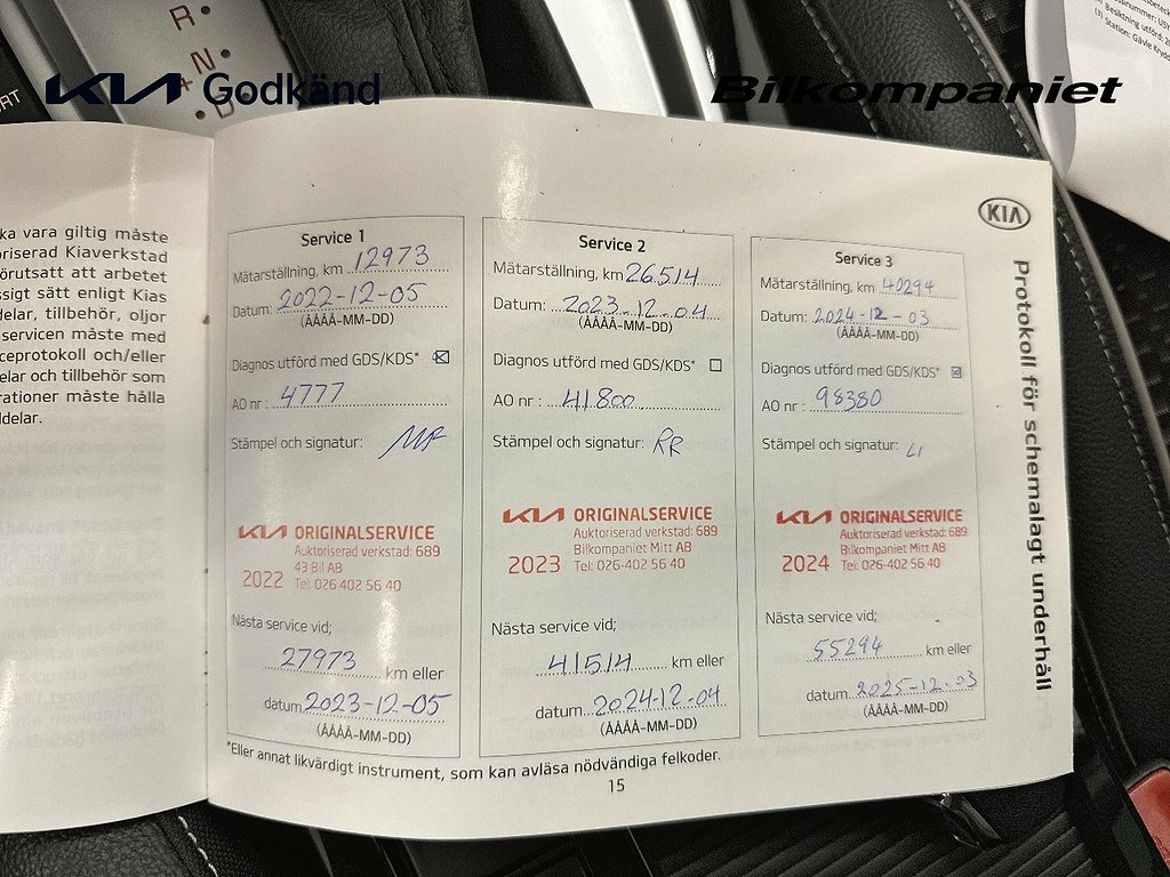 R
N
+ D
ERT
KIA Godkänd
Bilkompaniet
Station: Gävle
ka vara giltig måste
oriserad Kiaverkstad
örutsatt att arbetet
ssigt sätt enligt Kias
delar, tillbehör, oljor
servicen måste med
ceprotokoll och/eller
elar och tillbehör som
rationer måste hålla
ldelar.
KIA
Protokoll för schemalagt underhåll
Service 1
Mätarställning, km 12973
Datum: 2022-12-05
(ÅÅÅÅ-MM-DD)
Diagnos utförd med GDS/KDS* ☒
AO nr : 4777
Stämpel och signatur: MF
KIA ORIGINALSERVICE
Auktoriserad verkstad: 689
43 Bil AB
2022 Tel: 026 402 56 40
Nästa service vid;
27973 km eller
datum 2023-12-05
(ÅÅÅÅ-MM-DD)
Service 2
Mätarställning, km 26514
Datum: 2023-12-04
(ÅÅÅÅ-MM-DD)
Diagnos utförd med GDS/KDS* ☐
AO nr : 41800
Stämpel och signatur: RR
KIA ORIGINALSERVICE
Auktoriserad verkstad: 689
Bilkompaniet Mitt AB
2023 Tel: 026-402 56 40
Nästa service vid;
41514 km eller
datum 2024-12-04
(ÅÅÅÅ-MM-DD)
Service 3
Mätarställning, km 40294
Datum: 2024-12-03
(ÅÅÅÅ-MM-DD)
Diagnos utförd med GDS/KDS* ☒
AO nr : 98380
Stämpel och signatur:
KIA ORIGINALSERVICE
Auktoriserad verkstad: 689
Bilkompaniet Mitt AB
2024 Tel: 026-402 56 40
Nästa service vid;
55294 km eller
datum 2025-12-03
(ÅÅÅÅ-MM-DD)
*Eller annat likvärdigt instrument, som kan avläsa nödvändiga felkoder.
15